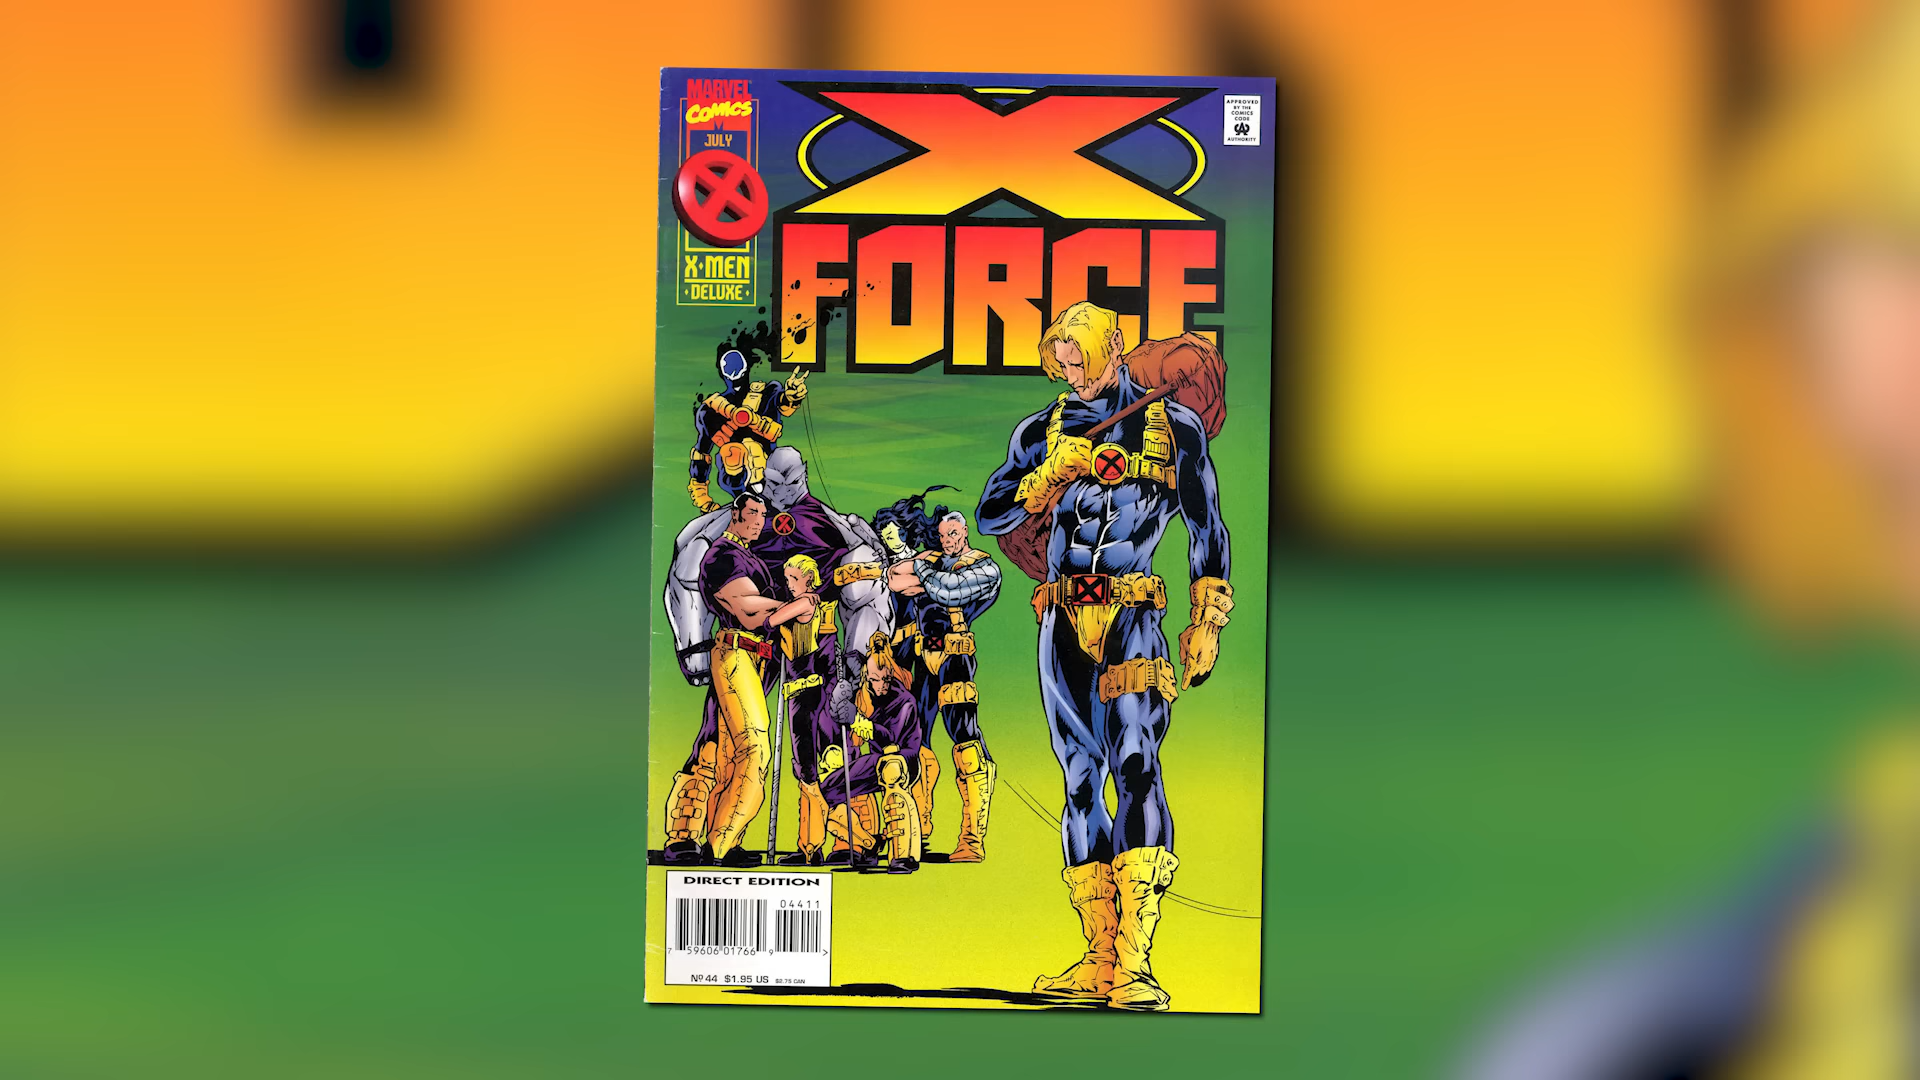 MARVEL
COMICS
JULY
X•MEN
•DELUXE•
X
FORCE
APPROVED
BY THE
COMICS
CODE
AUTHORITY
DIRECT EDITION
04411
7 59606 01766 9
Nº 44 $1.95 US $2.75 CAN